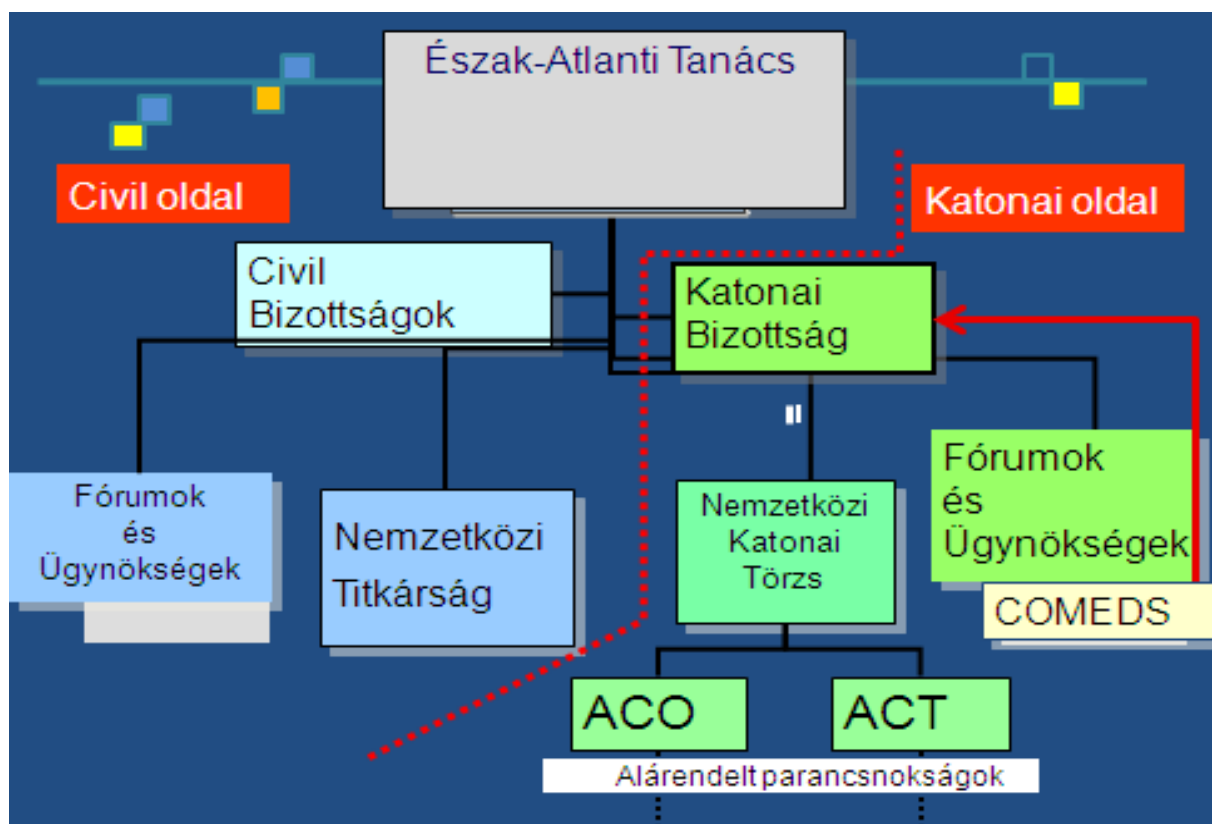 Észak-Atlanti Tanács
Civil oldal
Katonai oldal
Civil
Bizottságok
Katonai
Bizottság
Fórumok
és
Ügynökségek
Nemzetközi
Titkárság
Nemzetközi
Katonai
Törzs
Fórumok
és
Ügynökségek
COMEDS
ACO
ACT
Alárendelt parancsnokságok